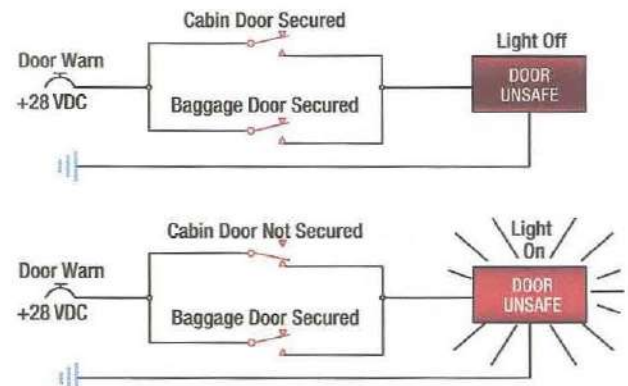 Cabin Door Secured
Light Off
Door Warn
DOOR
UNSAFE
+28 VDC
Baggage Door Secured
Cabin Door Not Secured
Light
On
Door Warn
DOOR
UNSAFE
+28 VDC
Baggage Door Secured